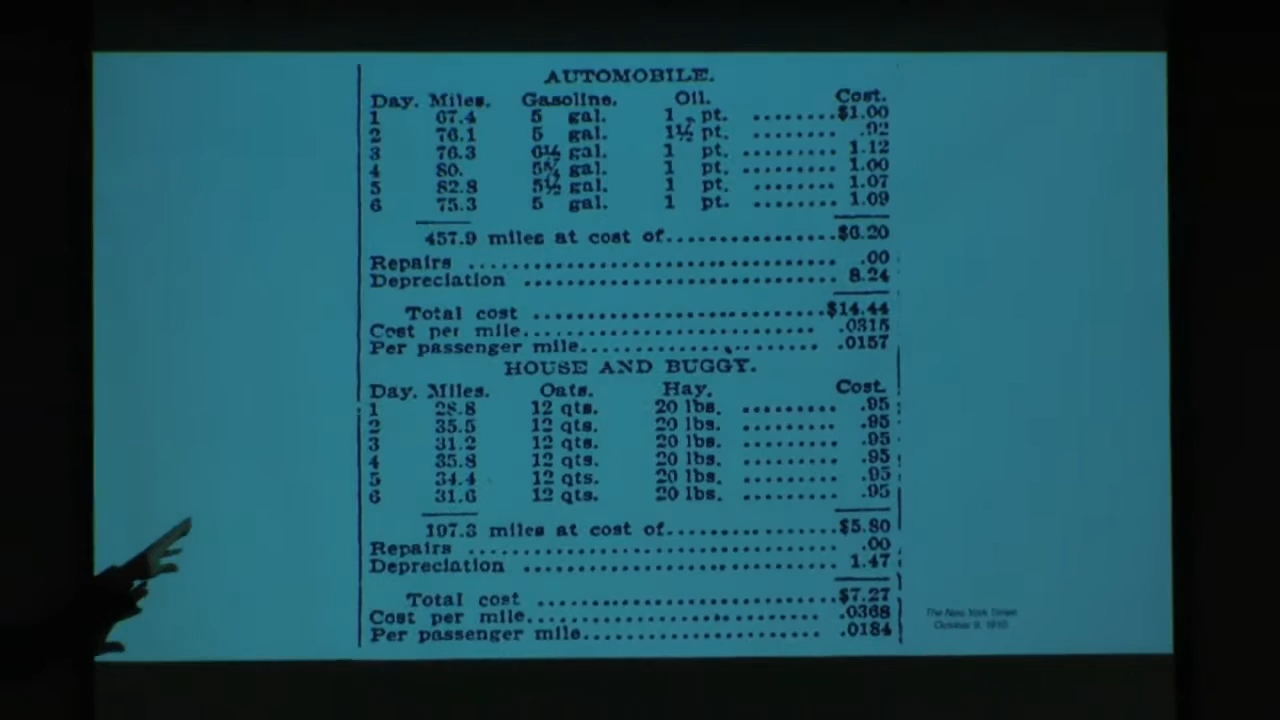 AUTOMOBILE.
Day. Miles. Gasoline. Oil. Cost.
1 67.4 5 gal. 1 pt. ........$1.00
2 76.1 5 gal. 1½ pt. ........ .92
3 76.3 6¼ gal. 1 pt. ......... 1.12
4 80. gal. 1 pt. ......... 1.00
5 82.8 5½ gal. 1 pt. ........ 1.07
6 75.3 5 gal. 1 pt. ........ 1.09
457.9 miles at cost of................$6.20
Repairs ................................ .00
Depreciation .......................... 8.24
Total cost ............................$14.44
Cost per mile.......................... .0315
Per passenger mile..................... .0157
HOUSE AND BUGGY.
Day. Miles. Oats. Hay. Cost.
1 28.8 12 qts. 20 lbs. ......... .95
2 35.5 12 qts. 20 lbs. ......... .95
3 31.2 12 qts. 20 lbs. ......... .95
4 35.8 12 qts. 20 lbs. ......... .95
5 34.4 12 qts. 20 lbs. ......... .95
6 31.6 12 qts. 20 lbs. ......... .95
197.3 miles at cost of................$5.80
Repairs ................................ .00
Depreciation .......................... 1.47
Total cost ............................$7.27
Cost per mile.......................... .0368
Per passenger mile..................... .0184
The New York Times
October 9, 1910